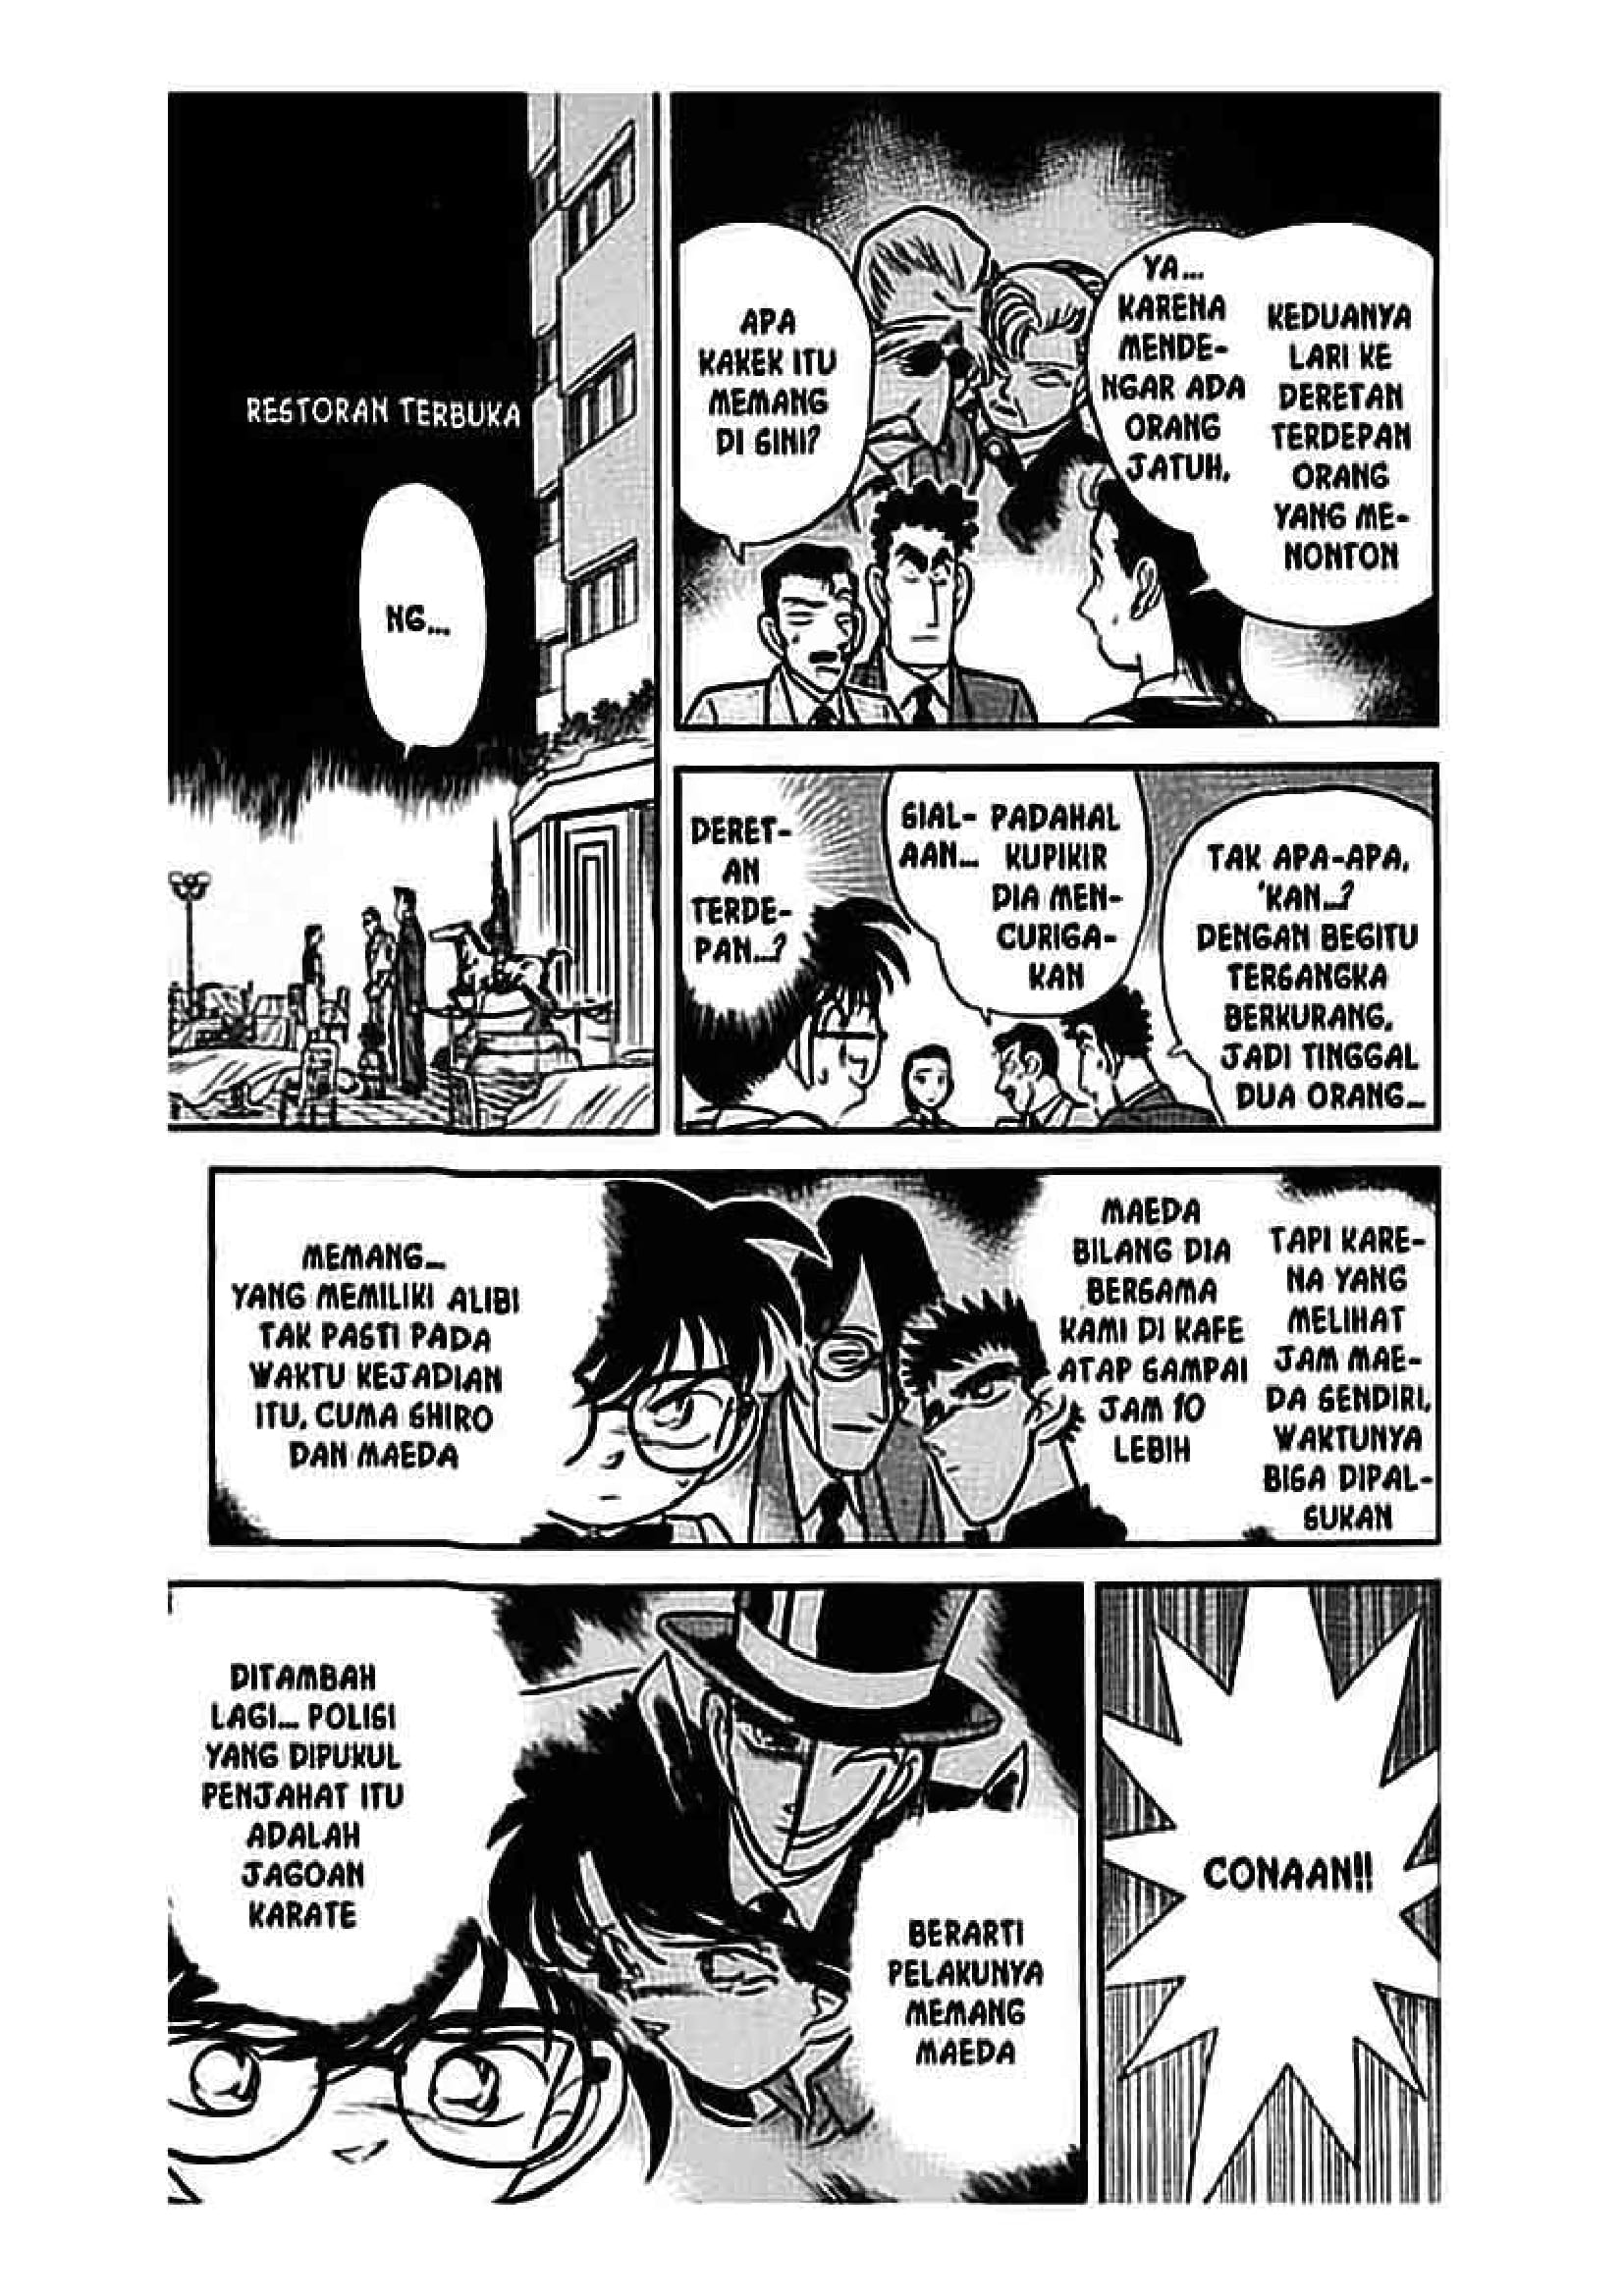 RESTORAN TERBUKA
NG...
APA
KAKEK ITU
MEMANG
DI SINI?
YA...
KARENA
MENDE-
NGAR ADA
ORANG
JATUH,
KEDUANYA
LARI KE
DERETAN
TERDEPAN
ORANG
YANG ME-
NONTON
DERET-
AN
TERDE-
PAN...?
SIAL-
AAN...
PADAHAL
KUPIKIR
DIA MEN-
CURIGA-
KAN
TAK APA-APA,
'KAN...?
DENGAN BEGITU
TERSANGKA
BERKURANG,
JADI TINGGAL
DUA ORANG...
MEMANG...
YANG MEMILIKI ALIBI
TAK PASTI PADA
WAKTU KEJADIAN
ITU, CUMA SHIRO
DAN MAEDA
MAEDA
BILANG DIA
BERSAMA
KAMI DI KAFE
ATAP SAMPAI
JAM 10
LEBIH
TAPI KARE-
NA YANG
MELIHAT
JAM MAE-
DA SENDIRI,
WAKTUNYA
BISA DIPAL-
SUKAN
DITAMBAH
LAGI... POLISI
YANG DIPUKUL
PENJAHAT ITU
ADALAH
JAGOAN
KARATE
BERARTI
PELAKUNYA
MEMANG
MAEDA
CONAAN!!